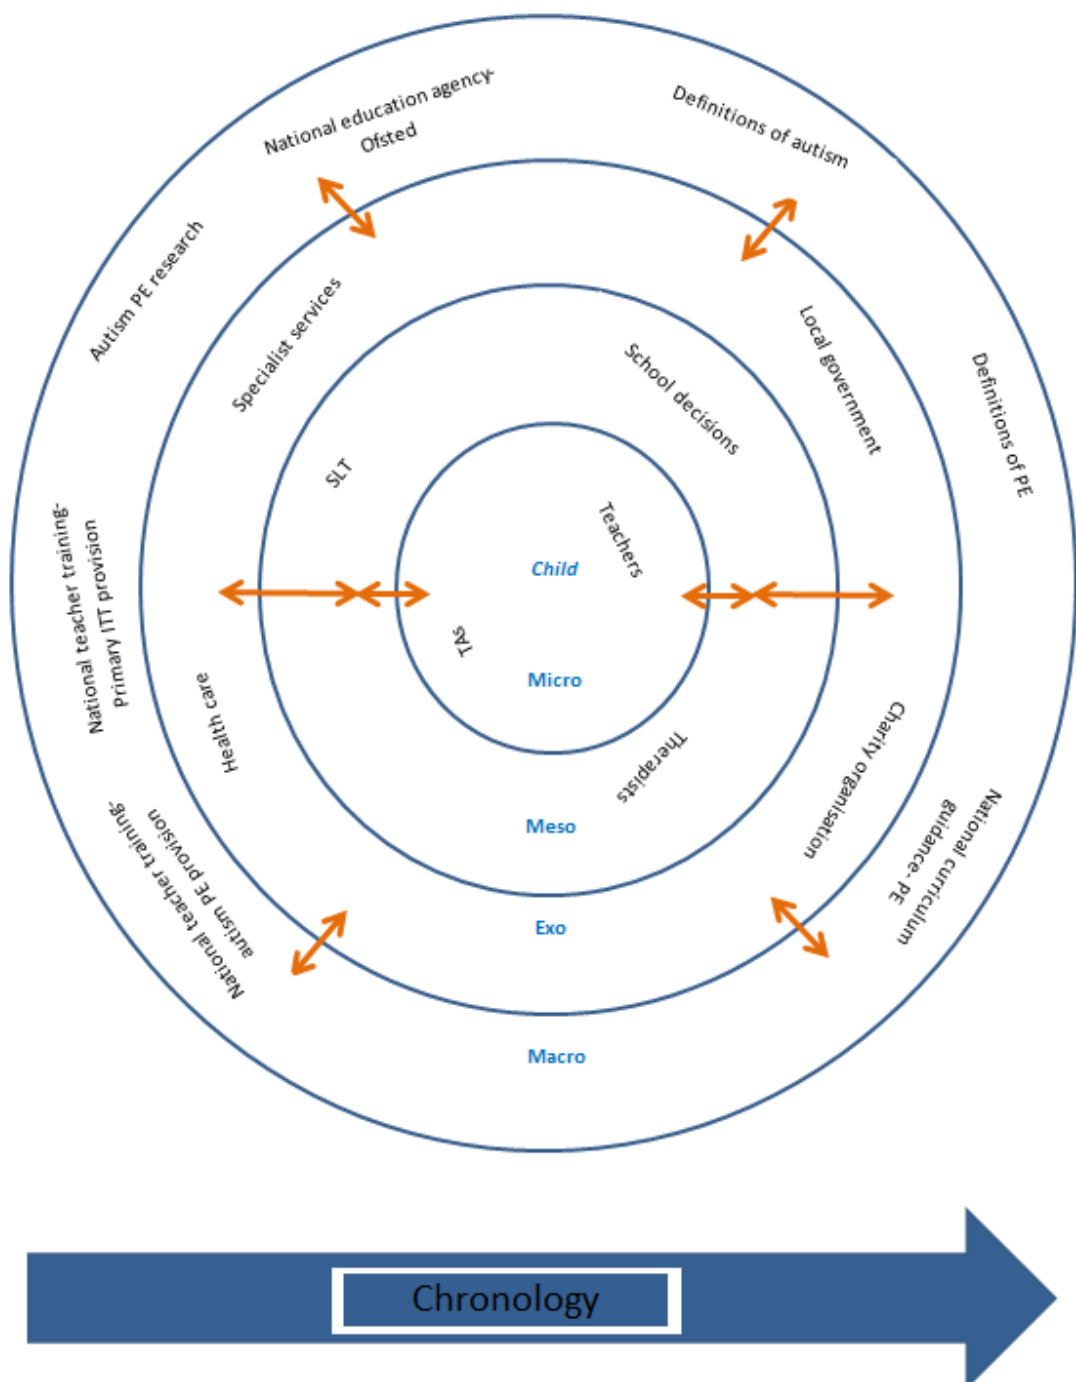 National education agency-
Ofsted
Definitions of autism
Autism PE research
Specialist services
Local government
School decisions
Definitions of PE
SLT
Teachers
Child
National teacher training-
Primary ITT provision
TAs
Micro
Health care
Therapists
Charity organisation
National curriculum
guidance- PE
Meso
National teacher training-
autism PE provision
Exo
Macro
Chronology